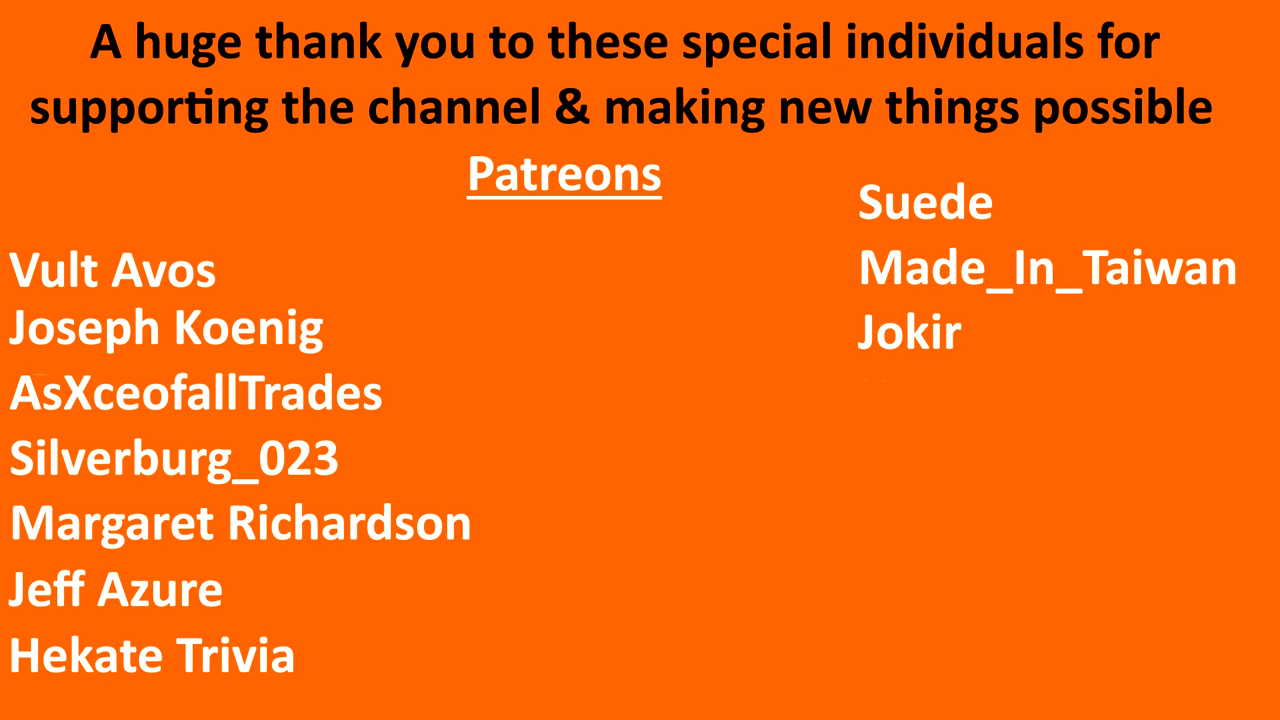 A huge thank you to these special individuals for
supporting the channel & making new things possible
Patreons
Vult Avos
Joseph Koenig
AsXceofallTrades
Silverburg_023
Margaret Richardson
Jeff Azure
Hekate Trivia
Suede
Made_In_Taiwan
Jokir